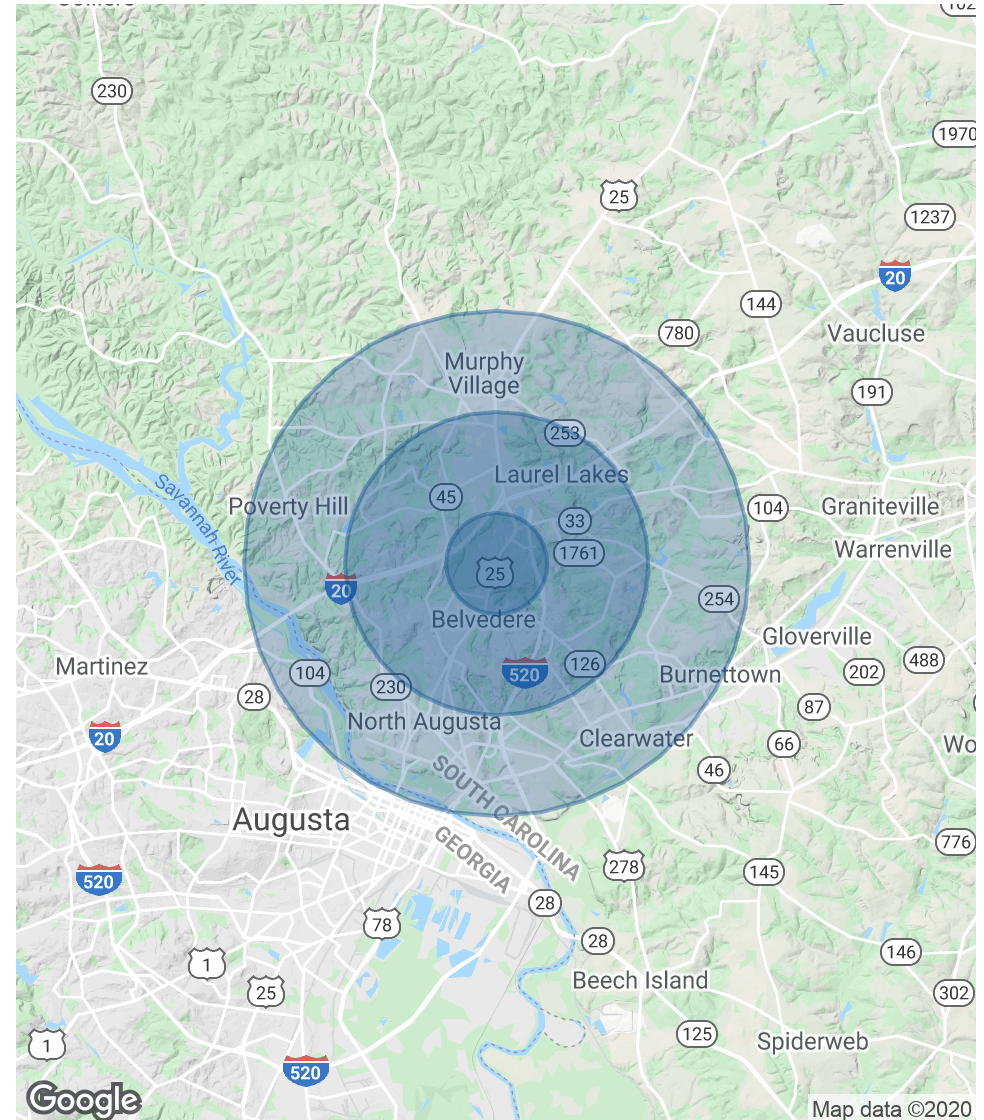 230
1970
25
1237
20
144
780
Vaucluse
Murphy
Village
191
253
Laurel Lakes
45
Poverty Hill
104
Graniteville
33
Savannah River
1761
Warrenville
25
20
254
Belvedere
Gloverville
Martinez
488
104
520
126
Burnettown
202
28
230
87
North Augusta
20
Clearwater
66
46
SOUTH CAROLINA
Augusta
GEORGIA
776
278
145
520
28
78
28
146
1
Beech Island
25
302
125
1
Spiderweb
520
Google
Map data ©2020